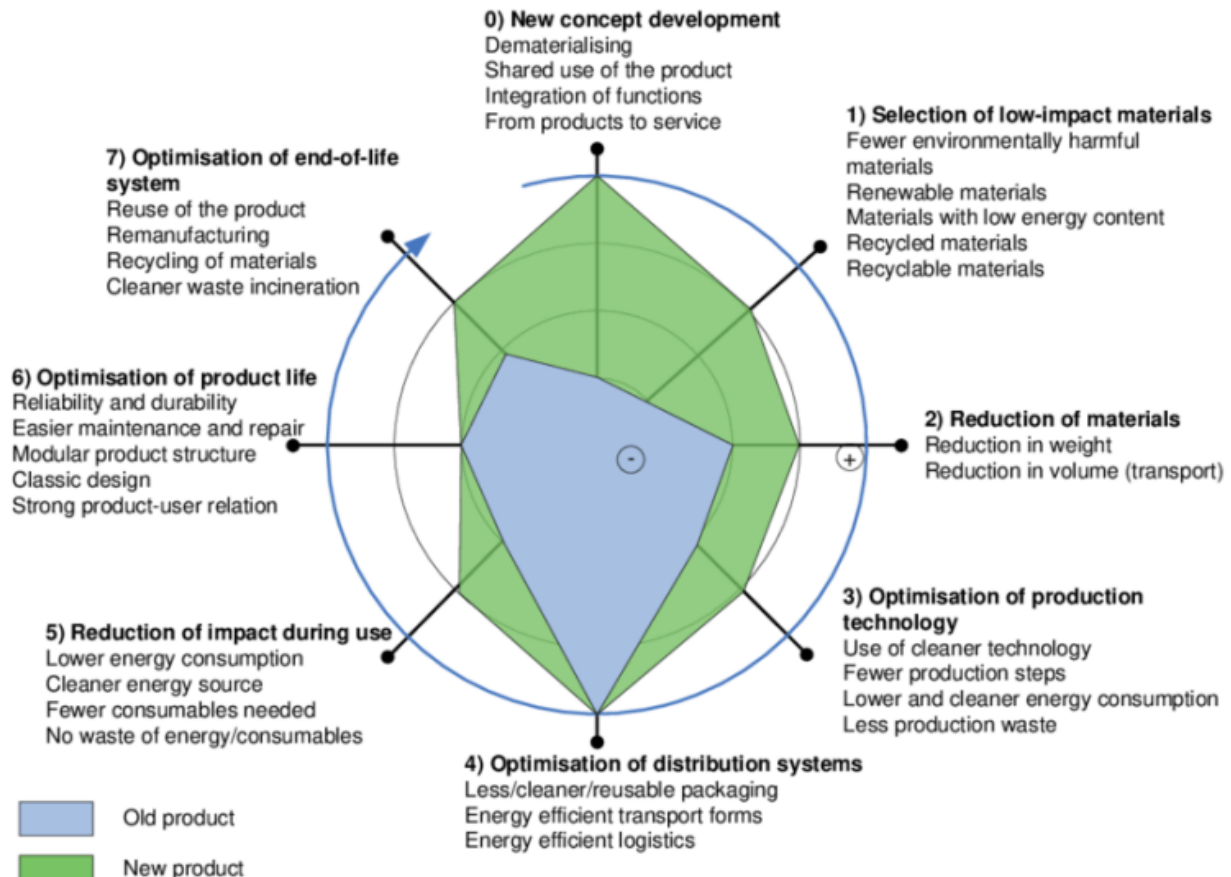 0) New concept development
Dematerialising
Shared use of the product
Integration of functions
From products to service
1) Selection of low-impact materials
Fewer environmentally harmful
materials
Renewable materials
Materials with low energy content
Recycled materials
Recyclable materials
2) Reduction of materials
Reduction in weight
Reduction in volume (transport)
3) Optimisation of production
technology
Use of cleaner technology
Fewer production steps
Lower and cleaner energy consumption
Less production waste
4) Optimisation of distribution systems
Less/cleaner/reusable packaging
Energy efficient transport forms
Energy efficient logistics
5) Reduction of impact during use
Lower energy consumption
Cleaner energy source
Fewer consumables needed
No waste of energy/consumables
6) Optimisation of product life
Reliability and durability
Easier maintenance and repair
Modular product structure
Classic design
Strong product-user relation
7) Optimisation of end-of-life
system
Reuse of the product
Remanufacturing
Recycling of materials
Cleaner waste incineration
-
+
Old product
New product